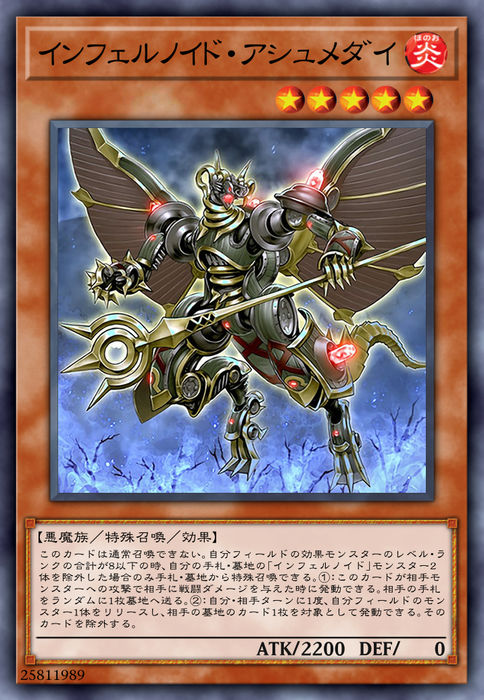 インフェルノイド・アシュメダイ
ほのお
炎
【悪魔族／特殊召喚／効果】
このカードは通常召喚できない。自分フィールドの効果モンスターのレベル・ラ
ンクの合計が8以下の時、自分の手札・墓地の「インフェルノイド」モンスター2
体を除外した場合のみ手札・墓地から特殊召喚できる。①：このカードが相手モ
ンスターへの攻撃で相手に戦闘ダメージを与えた時に発動できる。相手の手札
をランダムに1枚墓地へ送る。②：自分・相手ターンに1度、自分フィールドのモン
スター1体をリリースし、相手の墓地のカード1枚を対象として発動できる。そのカ
ードを除外する。
ATK/2200 DEF/ 0
25811989